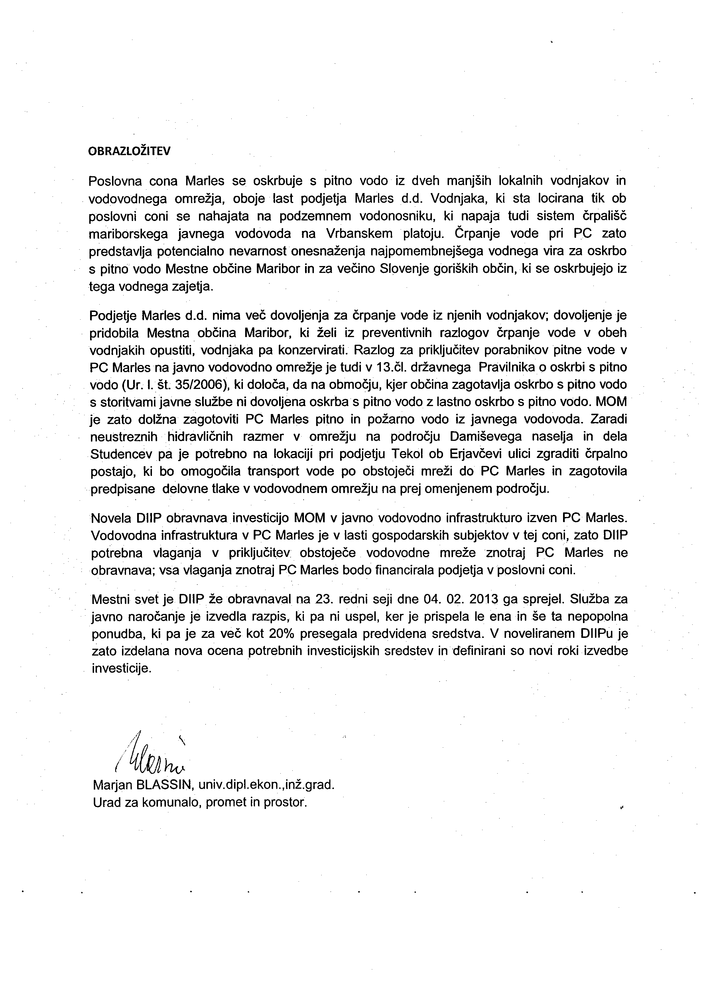 OBRAZLOŽITEV
Poslovna cona Marles se oskrbuje s pitno vodo iz dveh manjših lokalnih vodnjakov in
vodovodnega omrežja, oboje last podjetja Marles d.d. Vodnjaka, ki sta locirana tik ob
poslovni coni se nahajata na podzemnem vodonosniku, ki napaja tudi sistem črpališč
mariborskega javnega vodovoda na Vrbanskem platoju. Črpanje vode pri PC zato
predstavlja potencialno nevarnost onesnaženja najpomembnejšega vodnega vira za oskrbo
s pitno vodo Mestne občine Maribor in za večino Slovenje goriških občin, ki se oskrbujejo iz
tega vodnega zajetja.
Podjetje Marles d.d. nima več dovoljenja za črpanje vode iz njenih vodnjakov; dovoljenje je
pridobila Mestna občina Maribor, ki želi iz preventivnih razlogov črpanje vode v obeh
vodnjakih opustiti, vodnjaka pa konzervirati. Razlog za priključitev porabnikov pitne vode v
PC Marles na javno vodovodno omrežje je tudi v 13.čl. državnega Pravilnika o oskrbi s pitno
vodo (Ur. l. št. 35/2006), ki določa, da na območju, kjer občina zagotavlja oskrbo s pitno vodo
s storitvami javne službe ni dovoljena oskrba s pitno vodo z lastno oskrbo s pitno vodo. MOM
je zato dolžna zagotoviti PC Marles pitno in požarno vodo iz javnega vodovoda. Zaradi
neustreznih hidravličnih razmer v omrežju na področju Damiševega naselja in dela
Studencev pa je potrebno na lokaciji pri podjetju Tekol ob Erjavčevi ulici zgraditi črpalno
postajo, ki bo omogočila transport vode po obstoječi mreži do PC Marles in zagotovila
predpisane delovne tlake v vodovodnem omrežju na prej omenjenem področju.
Novela DIIP obravnava investicijo MOM v javno vodovodno infrastrukturo izven PC Marles.
Vodovodna infrastruktura v PC Marles je v lasti gospodarskih subjektov v tej coni, zato DIIP
potrebna vlaganja v priključitev obstoječe vodovodne mreže znotraj PC Marles ne
obravnava; vsa vlaganja znotraj PC Marles bodo financirala podjetja v poslovni coni.
Mestni svet je DIIP že obravnaval na 23. redni seji dne 04. 02. 2013 ga sprejel. Služba za
javno naročanje je izvedla razpis, ki pa ni uspel, ker je prispela le ena in še ta nepopolna
ponudba, ki pa je za več kot 20% presegala predvidena sredstva. V noveliranem DIIPu je
zato izdelana nova ocena potrebnih investicijskih sredstev in definirani so novi roki izvedbe
investicije.
Marjan BLASSIN, univ.dipl.ekon.,inž.grad.
Urad za komunalo, promet in prostor.